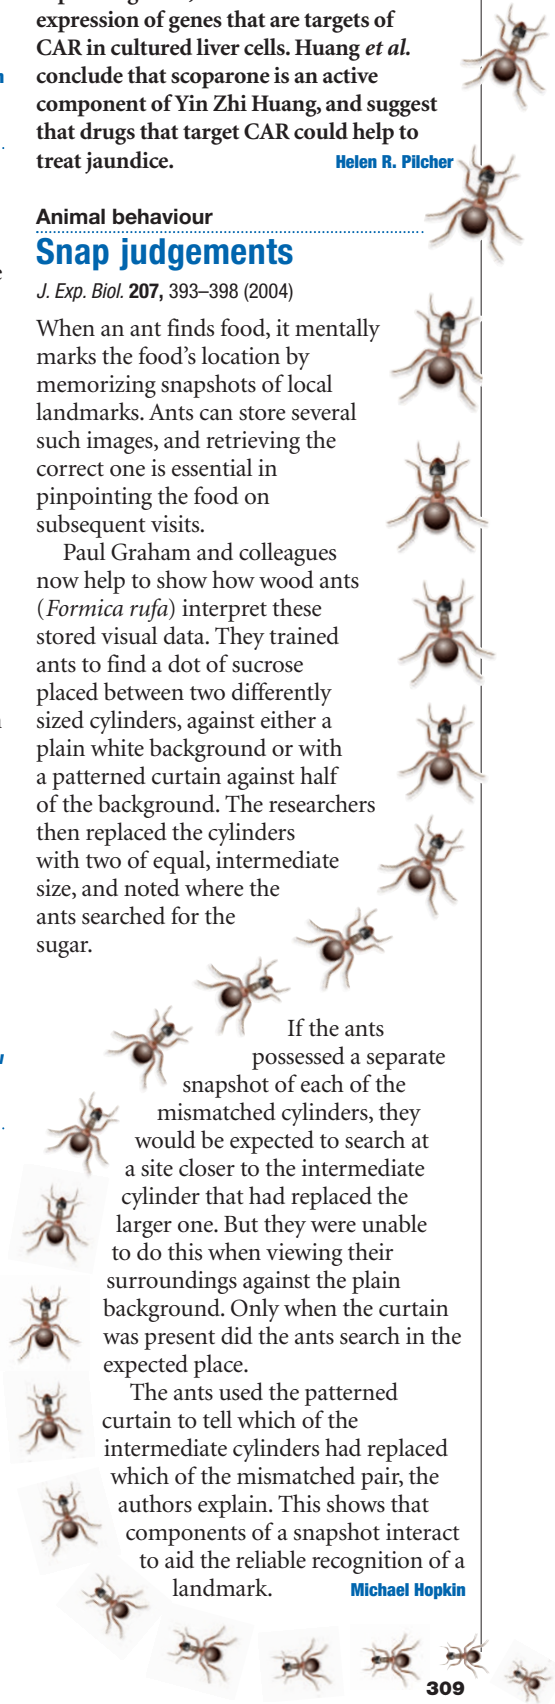 expression of genes that are targets of
CAR in cultured liver cells. Huang et al.
conclude that scoparone is an active
component of Yin Zhi Huang, and suggest
that drugs that target CAR could help to
treat jaundice. Helen R. Pilcher
Animal behaviour
Snap judgements
J. Exp. Biol. 207, 393–398 (2004)
When an ant finds food, it mentally
marks the food’s location by
memorizing snapshots of local
landmarks. Ants can store several
such images, and retrieving the
correct one is essential in
pinpointing the food on
subsequent visits.
Paul Graham and colleagues
now help to show how wood ants
(Formica rufa) interpret these
stored visual data. They trained
ants to find a dot of sucrose
placed between two differently
sized cylinders, against either a
plain white background or with
a patterned curtain against half
of the background. The researchers
then replaced the cylinders
with two of equal, intermediate
size, and noted where the
ants searched for the
sugar.
If the ants
possessed a separate
snapshot of each of the
mismatched cylinders, they
would be expected to search at
a site closer to the intermediate
cylinder that had replaced the
larger one. But they were unable
to do this when viewing their
surroundings against the plain
background. Only when the curtain
was present did the ants search in the
expected place.
The ants used the patterned
curtain to tell which of the
intermediate cylinders had replaced
which of the mismatched pair, the
authors explain. This shows that
components of a snapshot interact
to aid the reliable recognition of a
landmark. Michael Hopkin
309